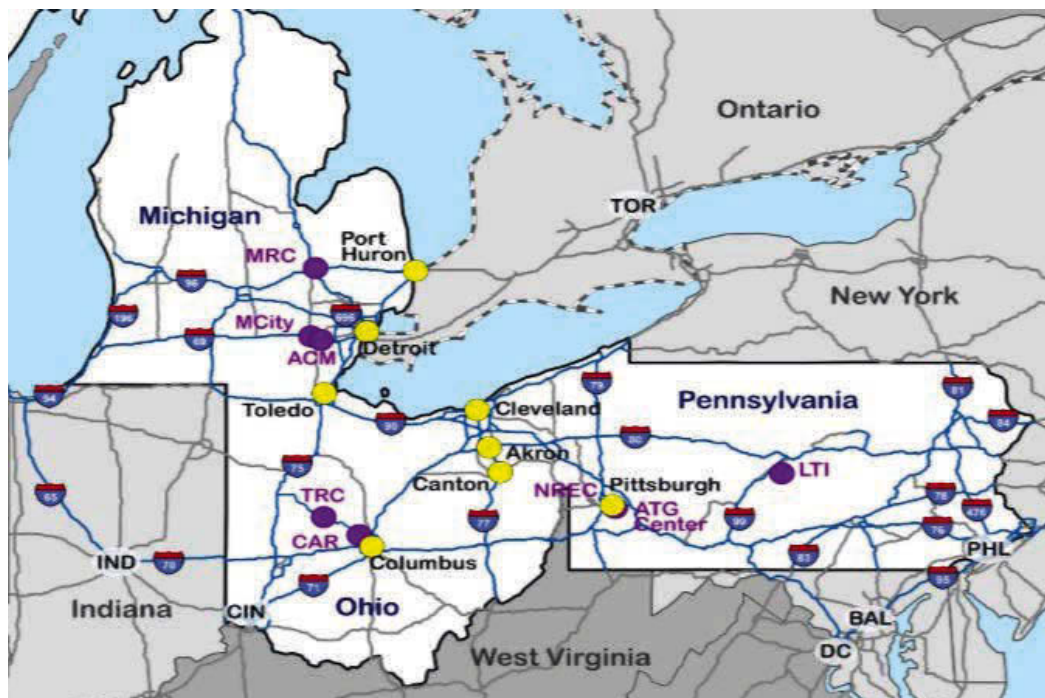 Ontario
TOR
Michigan
Port
Huron
MRC
96
New York
196
696
MCity
69
Detroit
ACM
94
79
81
Toledo
Cleveland
Pennsylvania
90
80
84
Akron
75
Canton
LTI
65
NREC
Pittsburgh
TRC
ATG
Center
77
99
78
476
76
CAR
PHL
IND
70
Columbus
83
71
95
Indiana
CIN
Ohio
BAL
DC
West Virginia